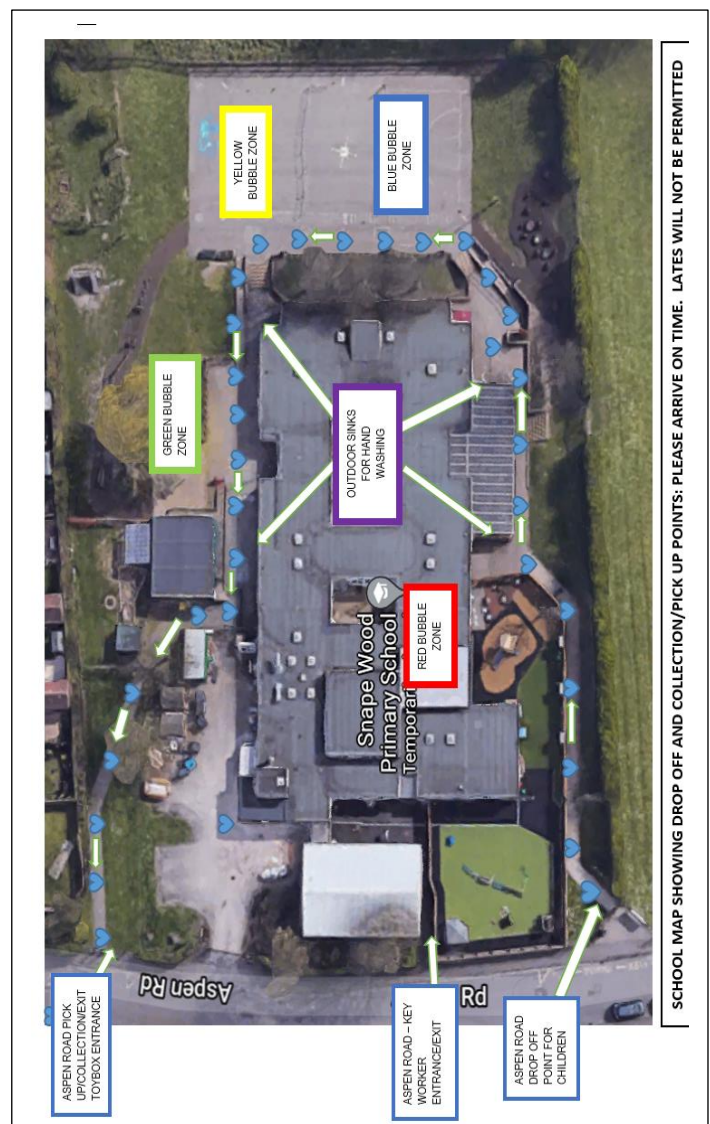 SCHOOL MAP SHOWING DROP OFF AND COLLECTION/PICK UP POINTS: PLEASE ARRIVE ON TIME. LATES WILL NOT BE PERMITTED
ASPEN ROAD PICK
UP/COLLECTION/EXIT
TOYBOX ENTRANCE
Aspen Rd
ASPEN ROAD – KEY
WORKER
ENTRANCE/EXIT
Rd
ASPEN ROAD
DROP OFF
POINT FOR
CHILDREN
GREEN BUBBLE
ZONE
YELLOW
BUBBLE ZONE
OUTDOOR SINKS
FOR HAND
WASHING
BLUE BUBBLE
ZONE
Snape Wood
Primary School
Temporari
RED BUBBLE
ZONE